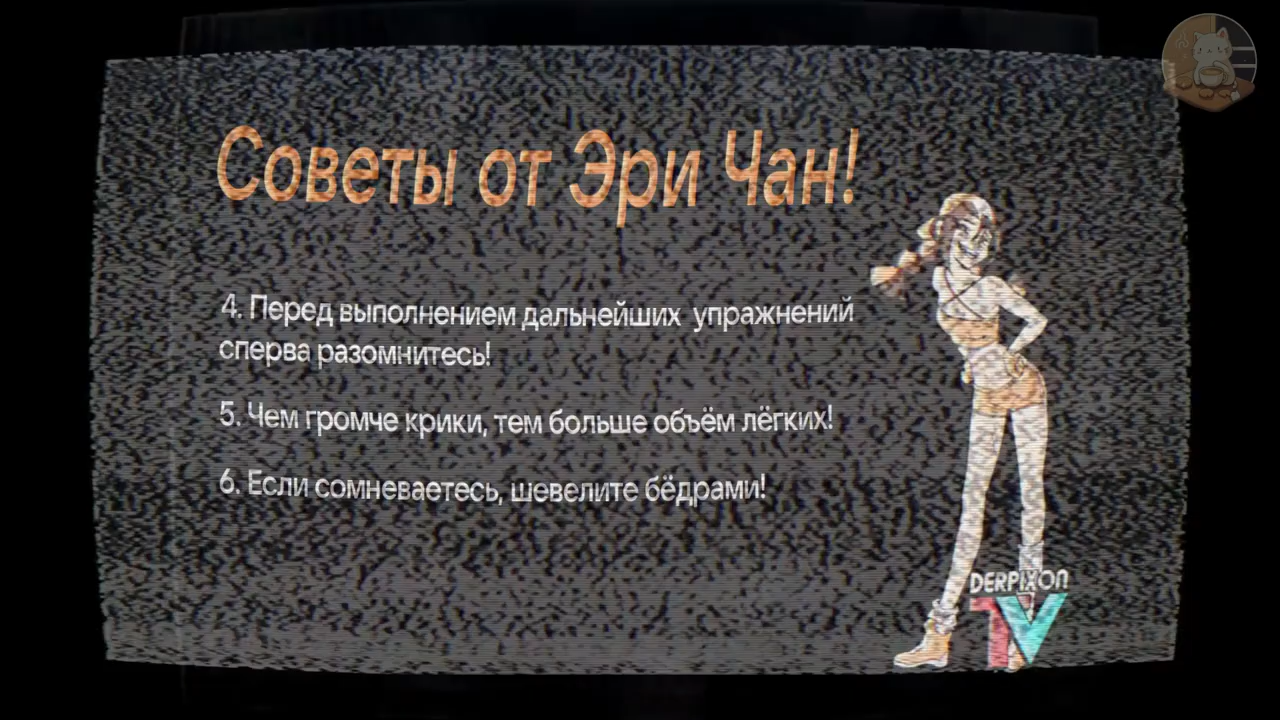 Советы от Эри Чан!
4. Перед выполнением дальнейших упражнений
сперва разомнитесь!
5. Чем громче крики, тем больше объём лёгких!
6. Если сомневаетесь, шевелите бёдрами!
DERPIXON
TV